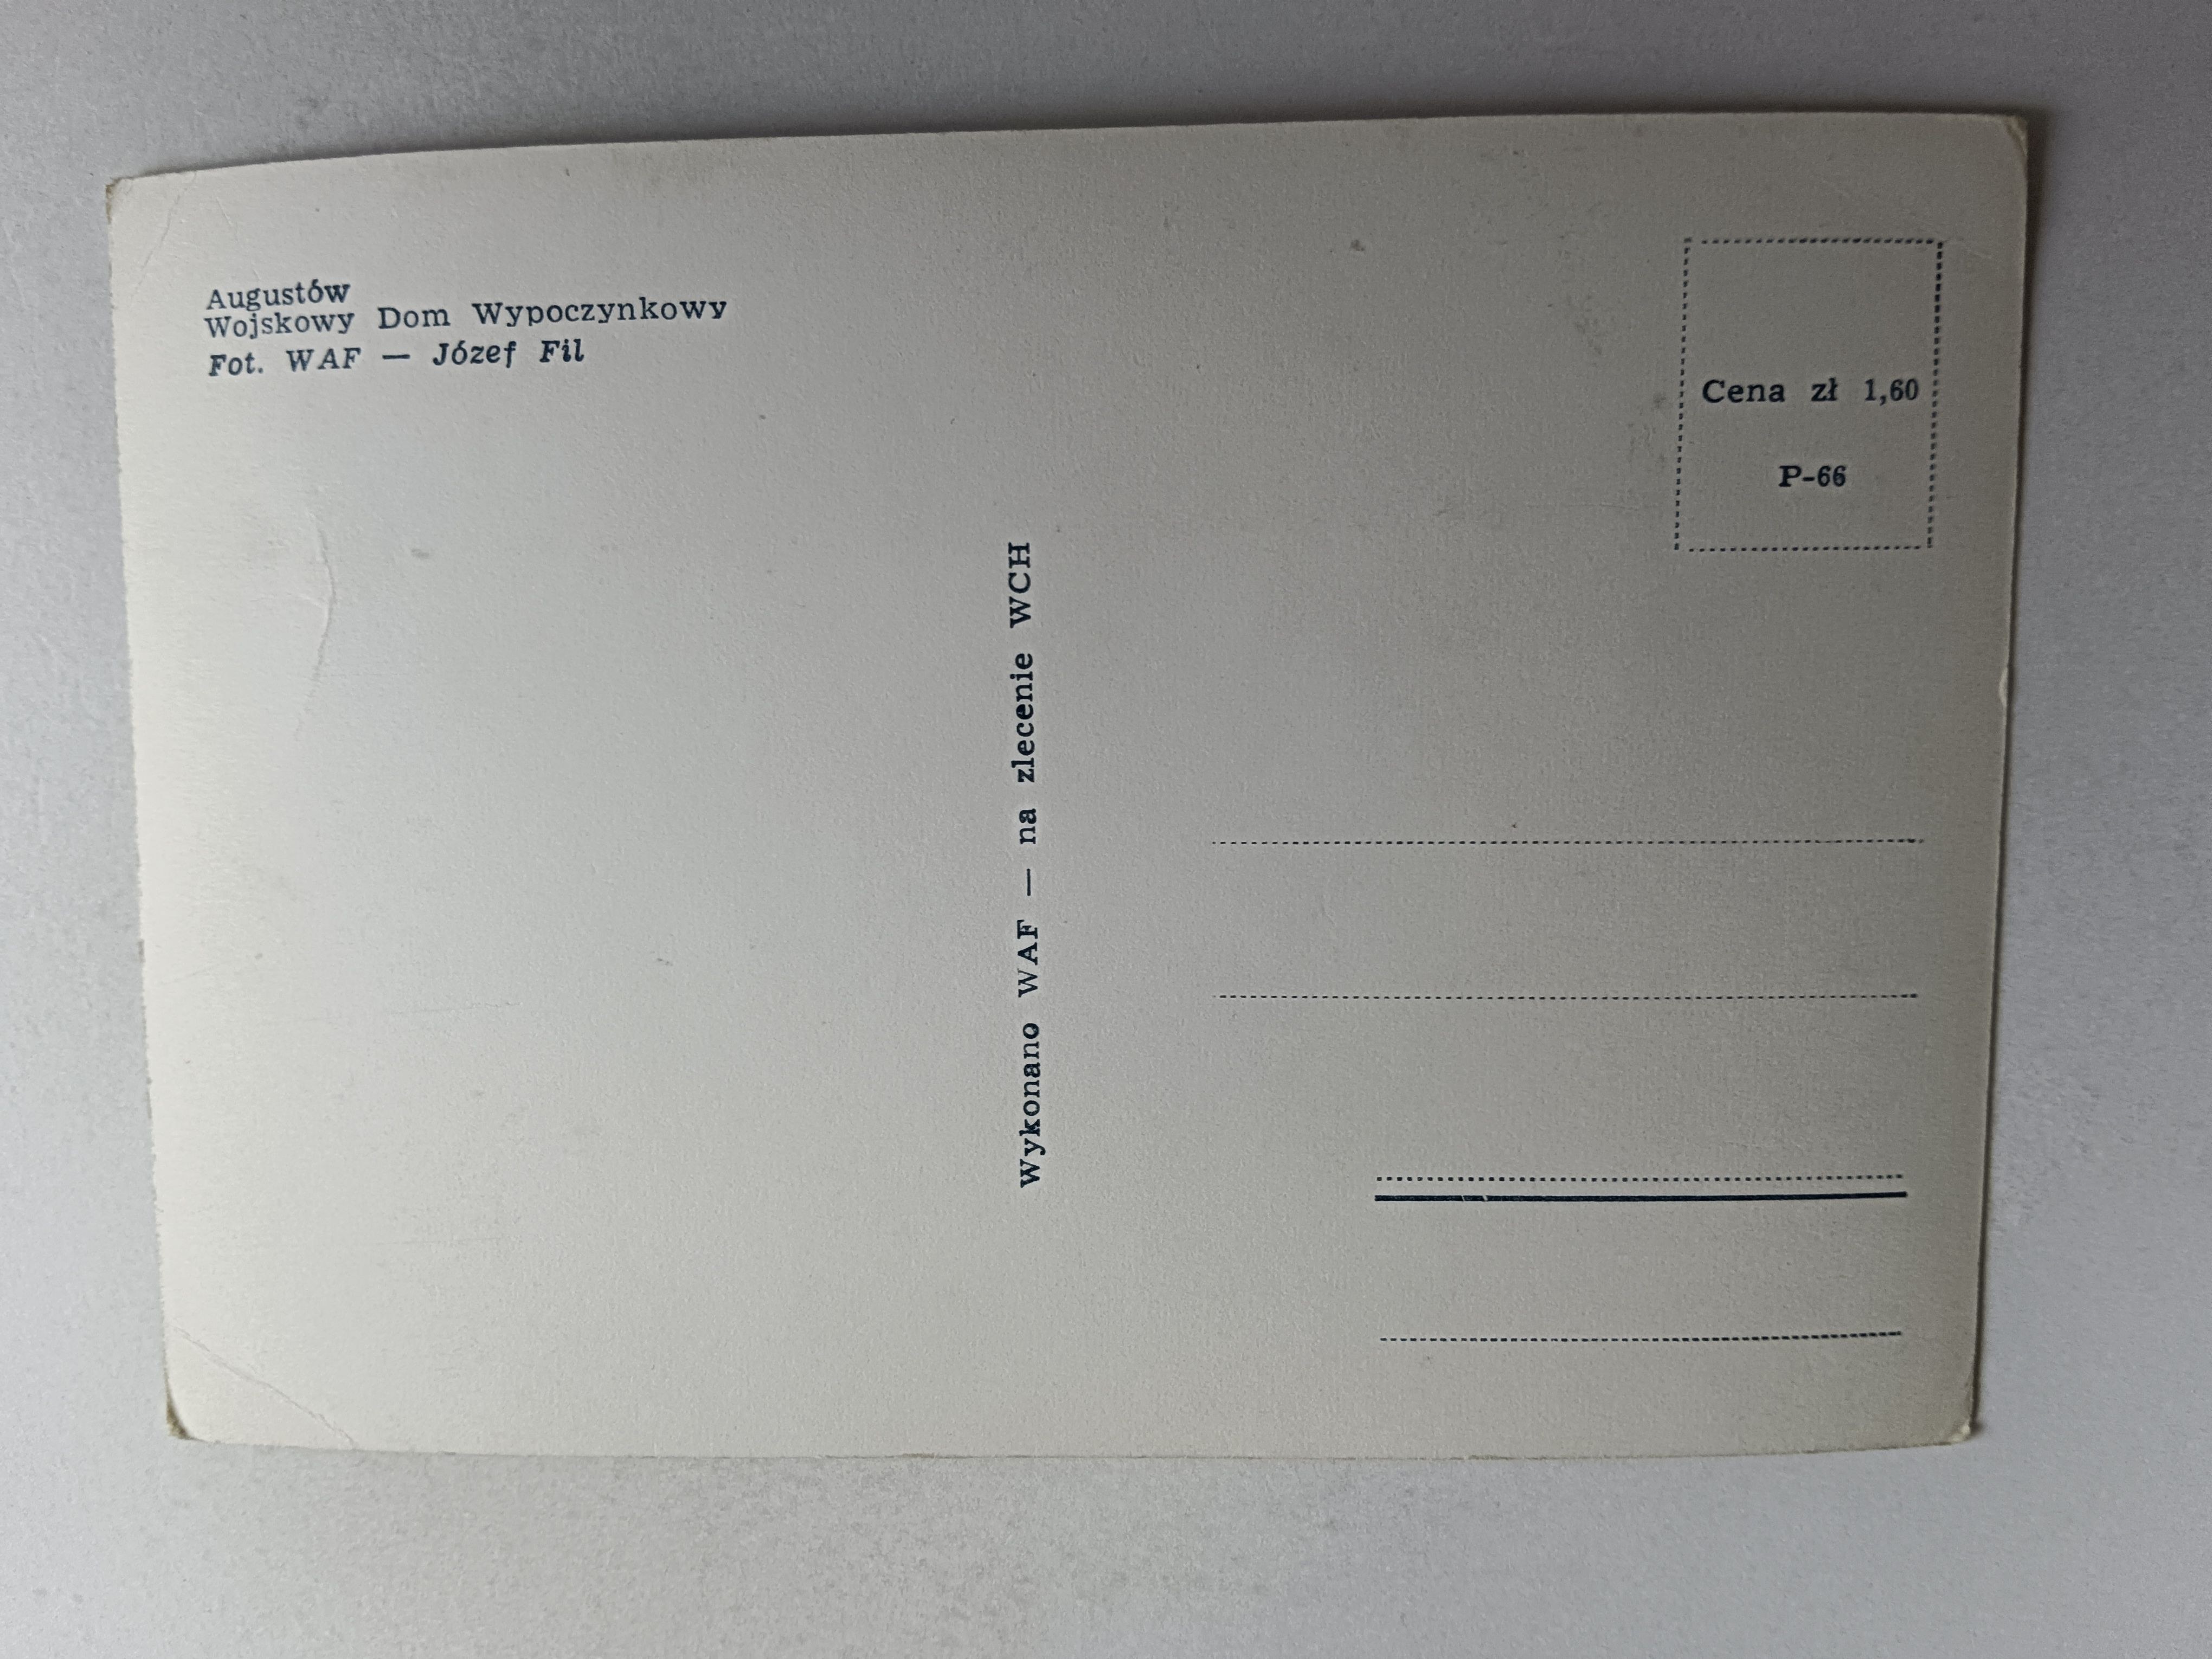 Augustów
Wojskowy Dom Wypoczynkowy
Fot. WAF — Józef Fil
Wykonano WAF — na zlecenie WCH
Cena zł 1,60
P-66